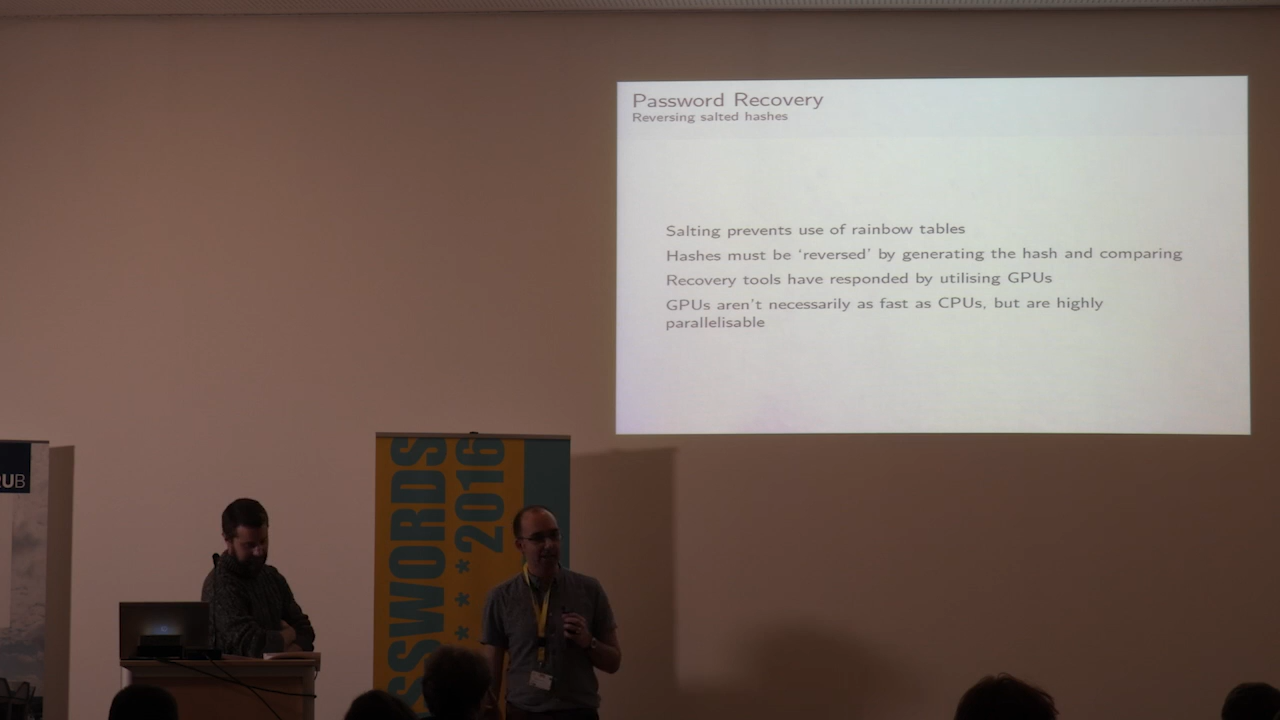 Password Recovery
Reversing salted hashes
Salting prevents use of rainbow tables
Hashes must be 'reversed' by generating the hash and comparing
Recovery tools have responded by utilising GPUs
GPUs aren't necessarily as fast as CPUs, but are highly
parallelisable
SSWORDS
* * * * 2016
RUB